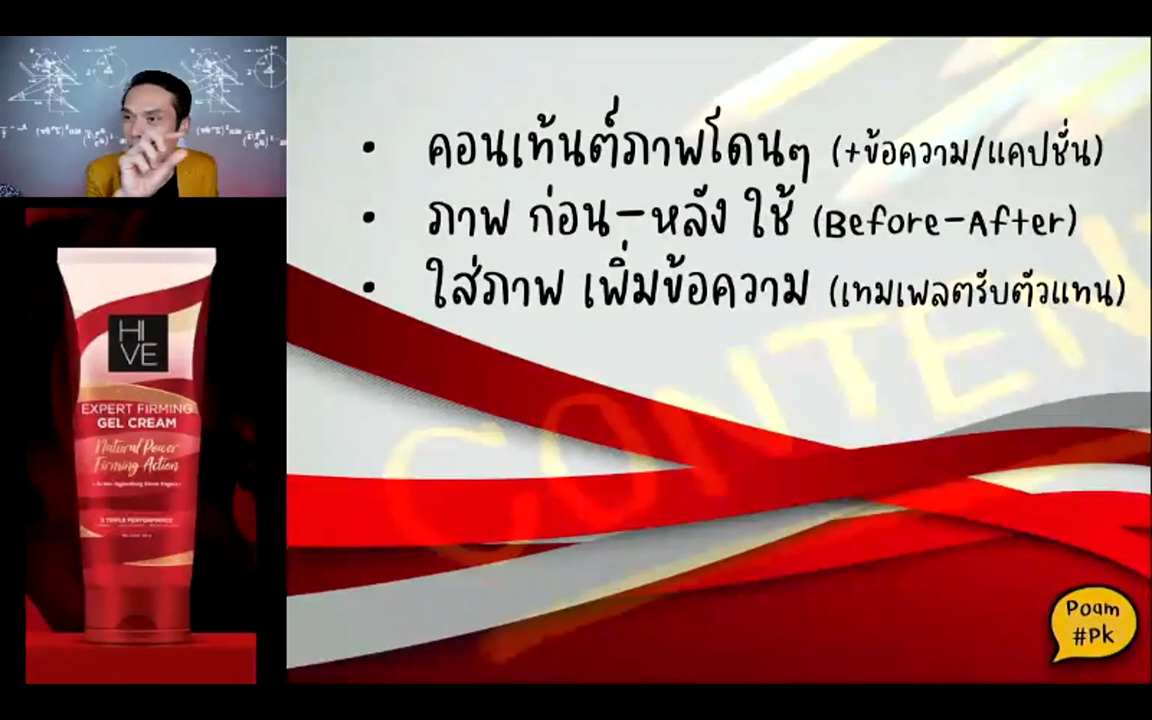 • คอนเท้นต์ภาพโดนๆ (+ข้อความ/แคปชั่น)
• ภาพ ก่อน-หลัง ใช้ (Before-After)
• ใส่ภาพ เพิ่มข้อความ (เทมเพลตรับตัวแทน)
CONTENT
HI
VE
EXPERT FIRMING
GEL CREAM
Natural Power
Firming Action
3 TRIPLE PERFORMANCE
Poam
#Pk